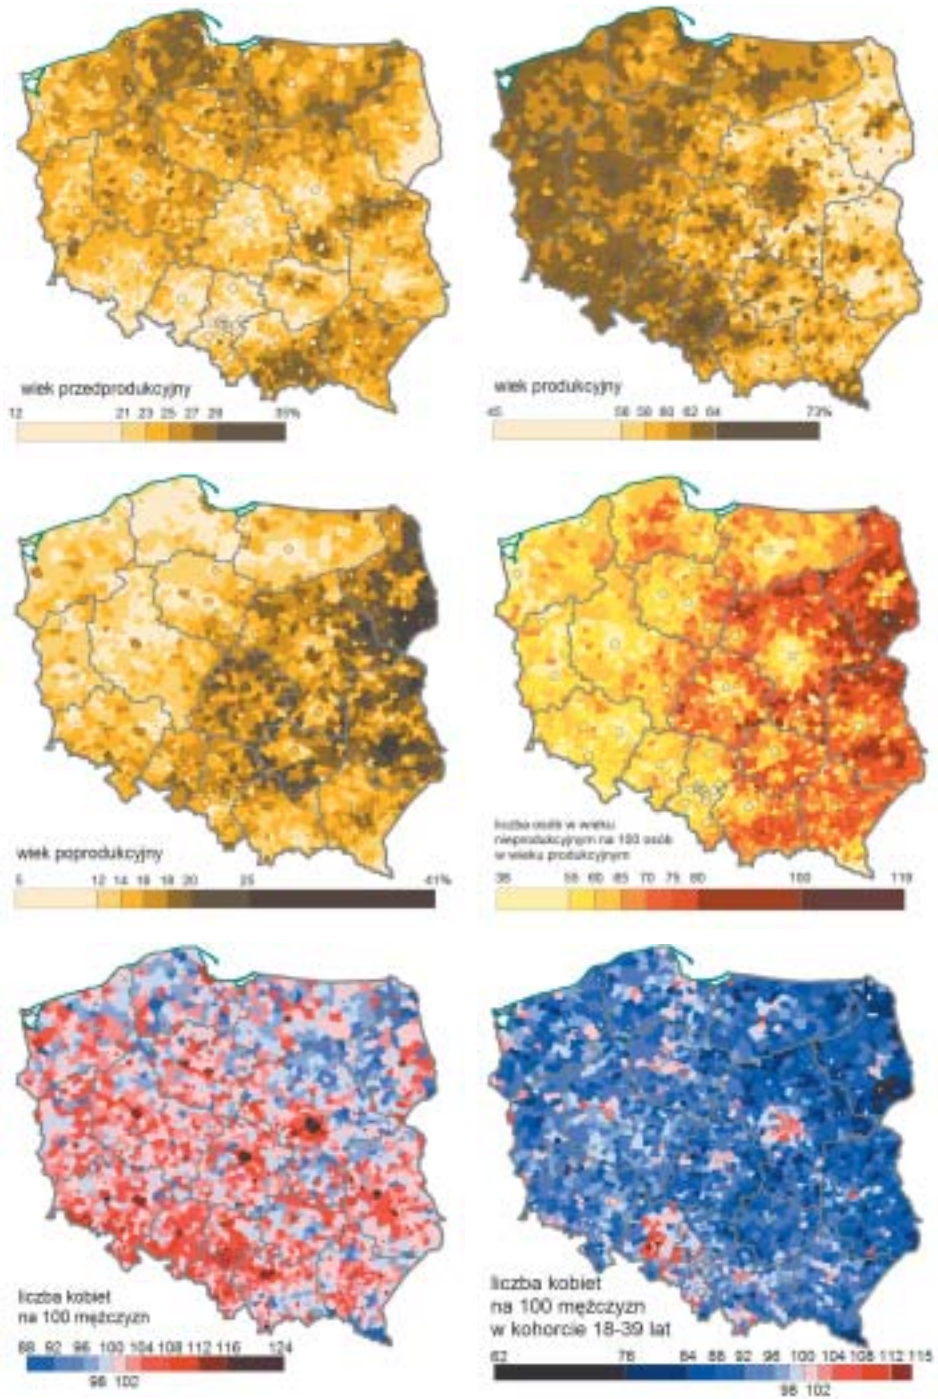 wiek przedprodukcyjny
12 21 23 25 27 29 35%
wiek produkcyjny
45 56 58 60 62 64 73%
wiek poprodukcyjny
5 12 14 16 18 20 25 41%
liczba osób w wieku
nieprodukcyjnym na 100 osób
w wieku produkcyjnym
55 60 65 70 75 80 100
liczba kobiet
na 100 mężczyzn
88 92 96 100 104 108 112 116 124
98 102
liczba kobiet
na 100 mężczyzn
w kohorcie 18-39 lat
62 76 84 88 92 96 100 104 108 112 115
98 102